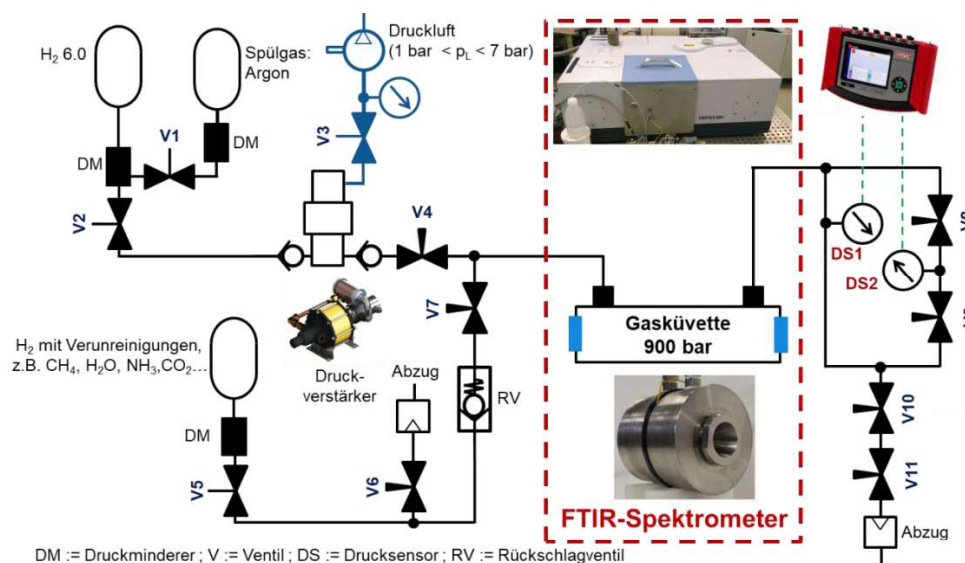 H2 6.0
Spülgas:
Argon
Druckluft
(1 bar < pL < 7 bar)
V1
DM
DM
V3
V2
V4
DS1
DS2
V7
Gasküvette
900 bar
H2 mit Verunreinigungen,
z.B. CH4, H2O, NH3,CO2...
Druck-
verstärker
Abzug
RV
DM
V5
V6
V10
V11
FTIR-Spektrometer
Abzug
DM := Druckminderer ; V := Ventil ; DS := Drucksensor ; RV := Rückschlagventil